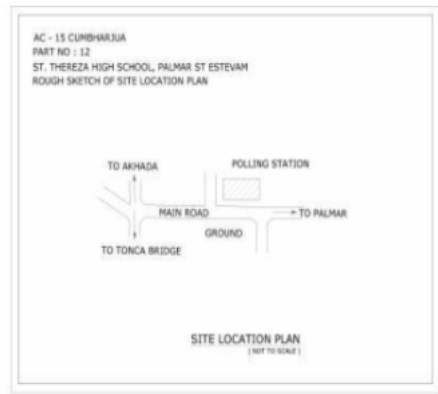 AC - 15 CUMBHARJUA
PART NO : 12
ST. THEREZA HIGH SCHOOL, PALMAR ST ESTEVAM
ROUGH SKETCH OF SITE LOCATION PLAN
TO AKHADA
POLLING STATION
MAIN ROAD
TO PALMAR
GROUND
TO TONCA BRIDGE
SITE LOCATION PLAN
( NOT TO SCALE )